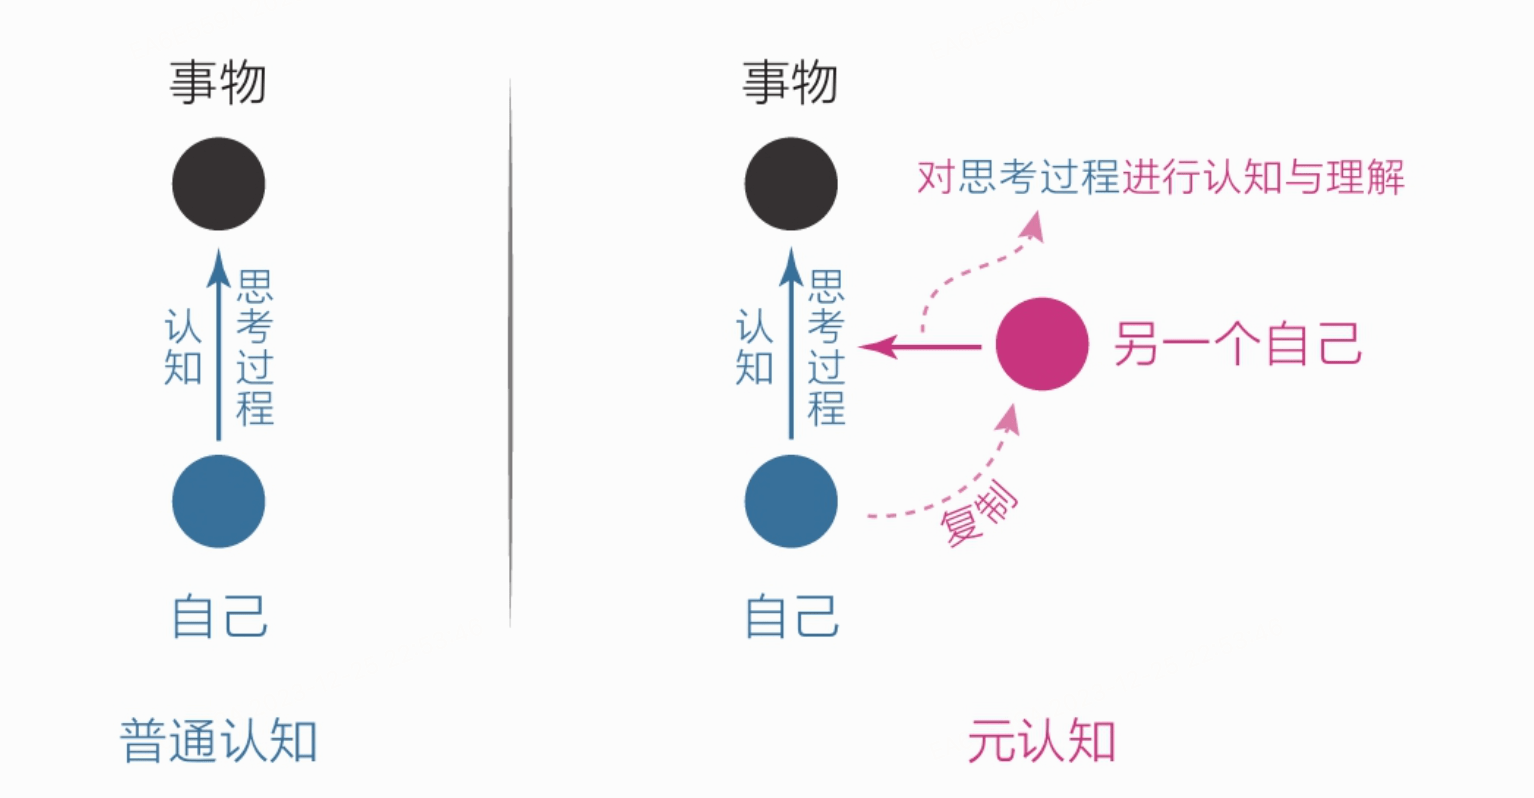 事物
认知
思考过程
自己
普通认知
事物
对思考过程进行认知与理解
认知
思考过程
另一个自己
复制
自己
元认知